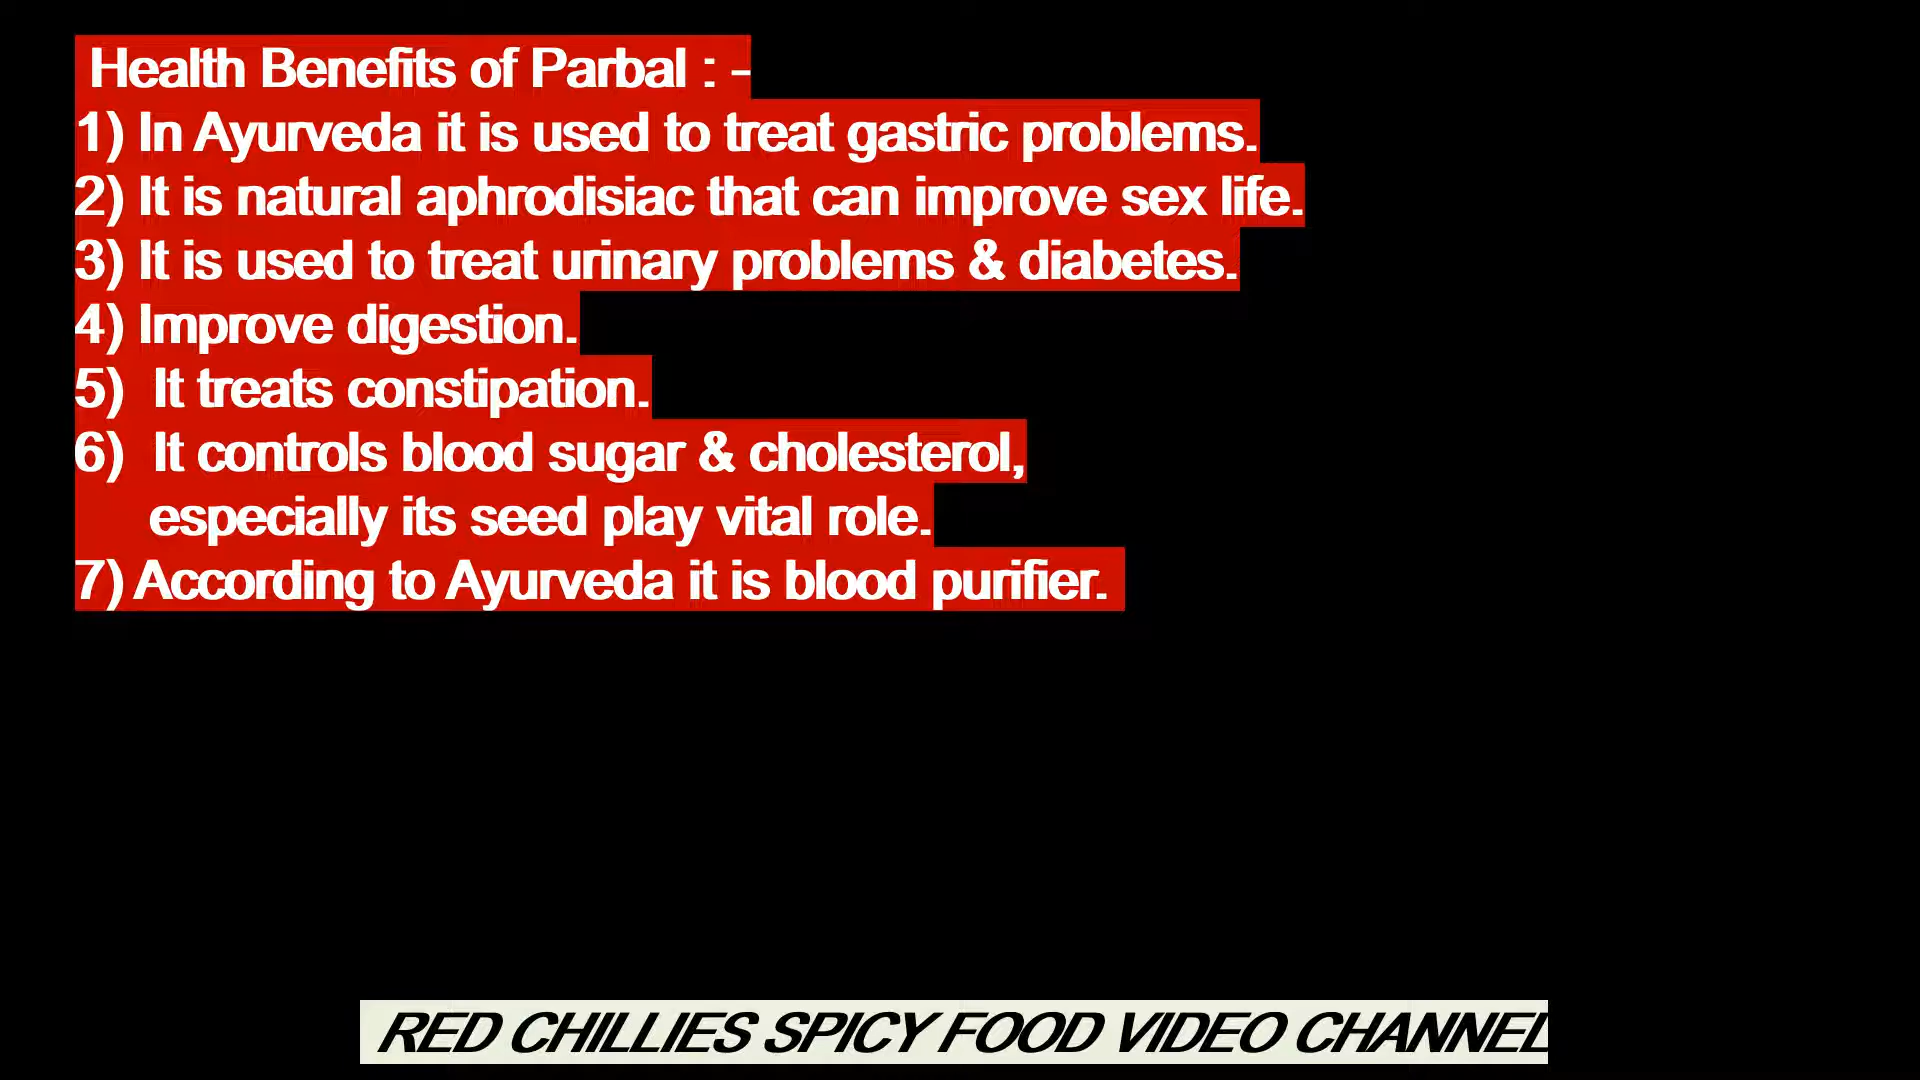 Health Benefits of Parbal : -
1) In Ayurveda it is used to treat gastric problems.
2) It is natural aphrodisiac that can improve sex life.
3) It is used to treat urinary problems & diabetes.
4) Improve digestion.
5) It treats constipation.
6) It controls blood sugar & cholesterol,
especially its seed play vital role.
7) According to Ayurveda it is blood purifier.
RED CHILLIES SPICY FOOD VIDEO CHANNEL